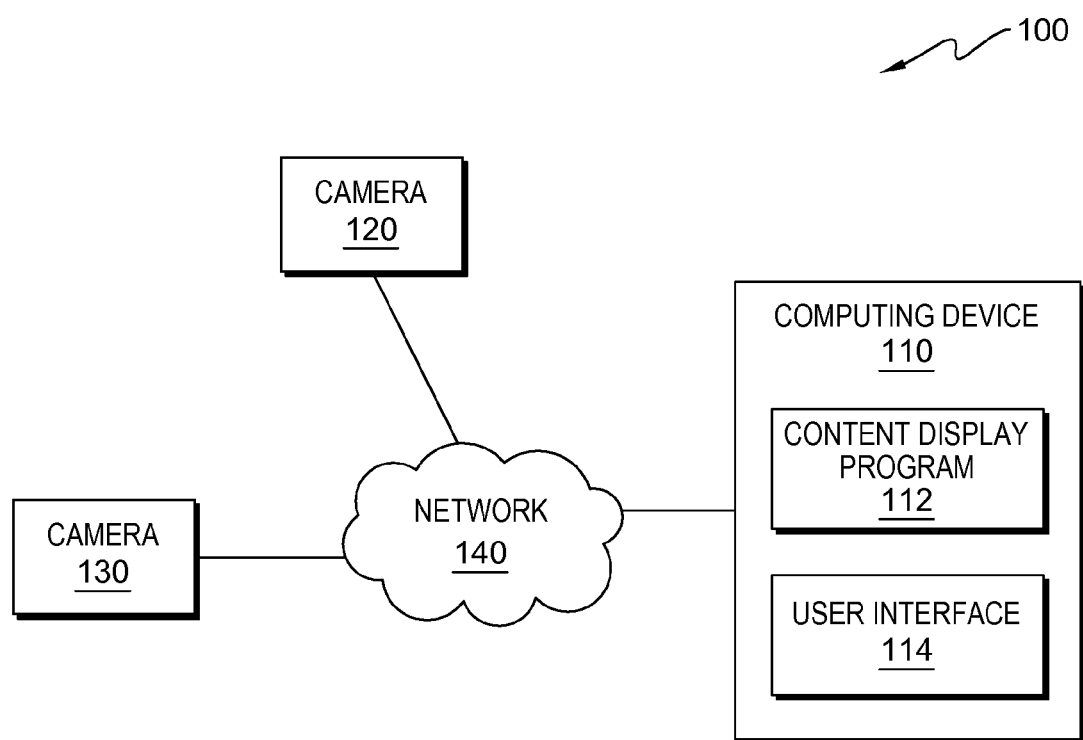 100
CAMERA
120
COMPUTING DEVICE
110
CONTENT DISPLAY
PROGRAM
112
NETWORK
140
CAMERA
130
USER INTERFACE
114